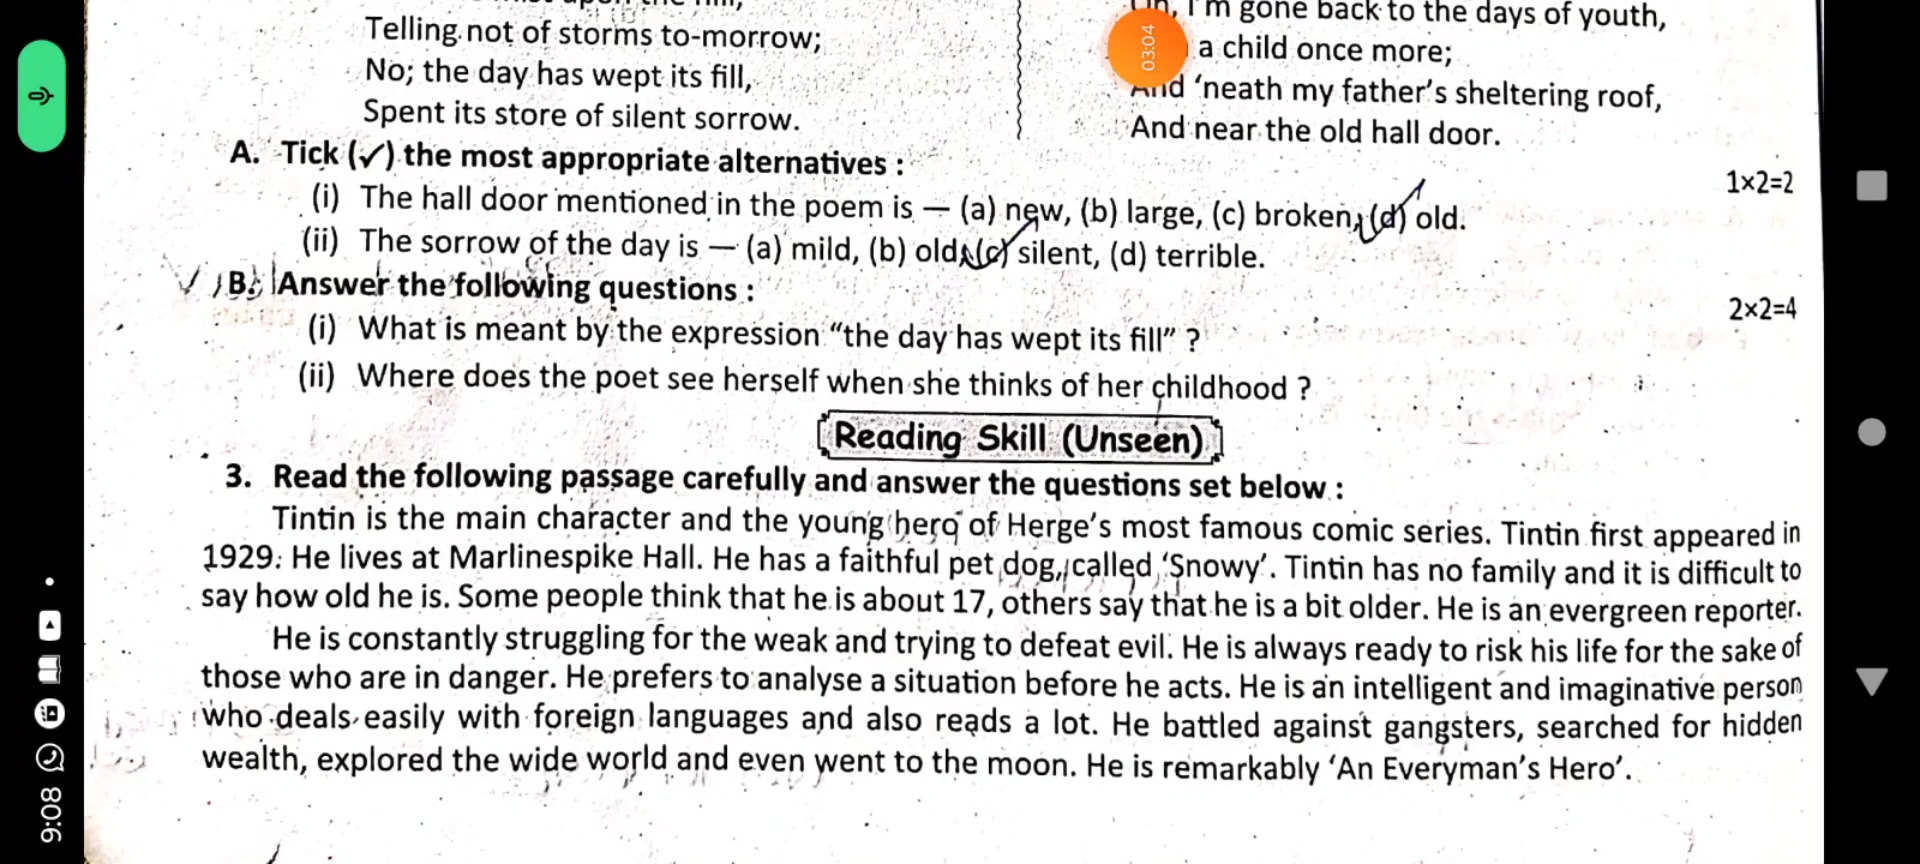 Telling not of storms to-morrow;
No; the day has wept its fill,
Spent its store of silent sorrow.
I'm gone back to the days of youth,
a child once more;
And 'neath my father's sheltering roof,
And near the old hall door.
03:04
A. Tick (✓) the most appropriate alternatives :
1×2=2
(i) The hall door mentioned in the poem is — (a) new, (b) large, (c) broken, (d) old.
(ii) The sorrow of the day is — (a) mild, (b) old, (c) silent, (d) terrible.
B. Answer the following questions :
2×2=4
(i) What is meant by the expression "the day has wept its fill" ?
(ii) Where does the poet see herself when she thinks of her childhood ?
Reading Skill (Unseen)
3. Read the following passage carefully and answer the questions set below :
Tintin is the main character and the young hero of Herge's most famous comic series. Tintin first appeared in
1929. He lives at Marlinespike Hall. He has a faithful pet dog, called 'Snowy'. Tintin has no family and it is difficult to
say how old he is. Some people think that he is about 17, others say that he is a bit older. He is an evergreen reporter.
He is constantly struggling for the weak and trying to defeat evil. He is always ready to risk his life for the sake of
those who are in danger. He prefers to analyse a situation before he acts. He is an intelligent and imaginative person
who deals easily with foreign languages and also reads a lot. He battled against gangsters, searched for hidden
wealth, explored the wide world and even went to the moon. He is remarkably 'An Everyman's Hero'.
9:08